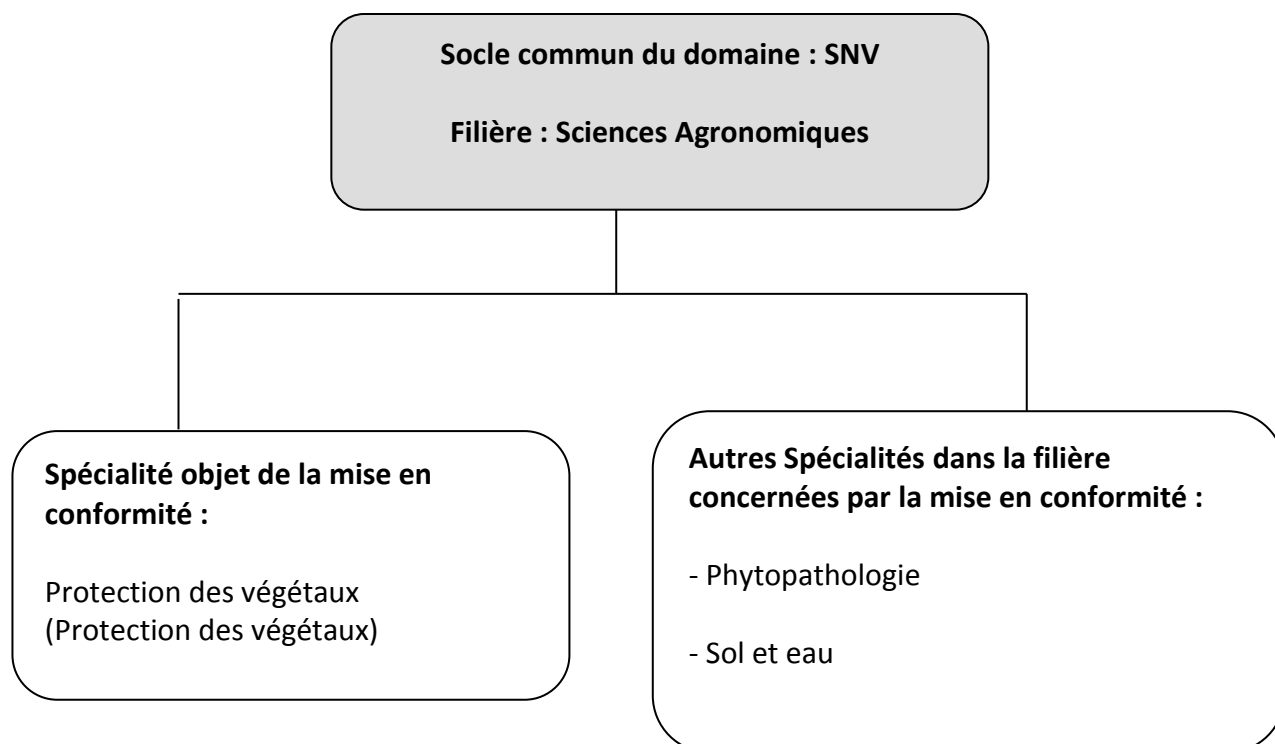 Socle commun du domaine : SNV
Filière : Sciences Agronomiques
Spécialité objet de la mise en
conformité :
Protection des végétaux
(Protection des végétaux)
Autres Spécialités dans la filière
concernées par la mise en conformité :
- Phytopathologie
- Sol et eau